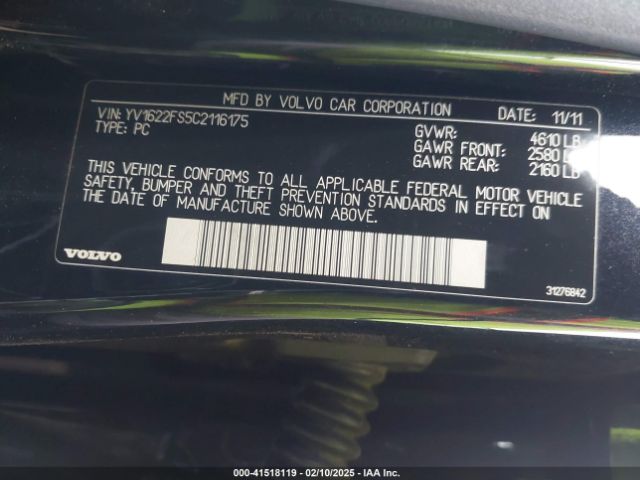 MFD BY VOLVO CAR CORPORATION DATE: 11/11
VIN: YV1622FS5C2116175 GVWR: 4610 LB
TYPE: PC GAWR FRONT: 2580 LB
GAWR REAR: 2160 LB
THIS VEHICLE CONFORMS TO ALL APPLICABLE FEDERAL MOTOR VEHICLE
SAFETY, BUMPER AND THEFT PREVENTION STANDARDS IN EFFECT ON
THE DATE OF MANUFACTURE SHOWN ABOVE.
VOLVO
31276842
000-41518119 - 02/10/2025 - IAA Inc.